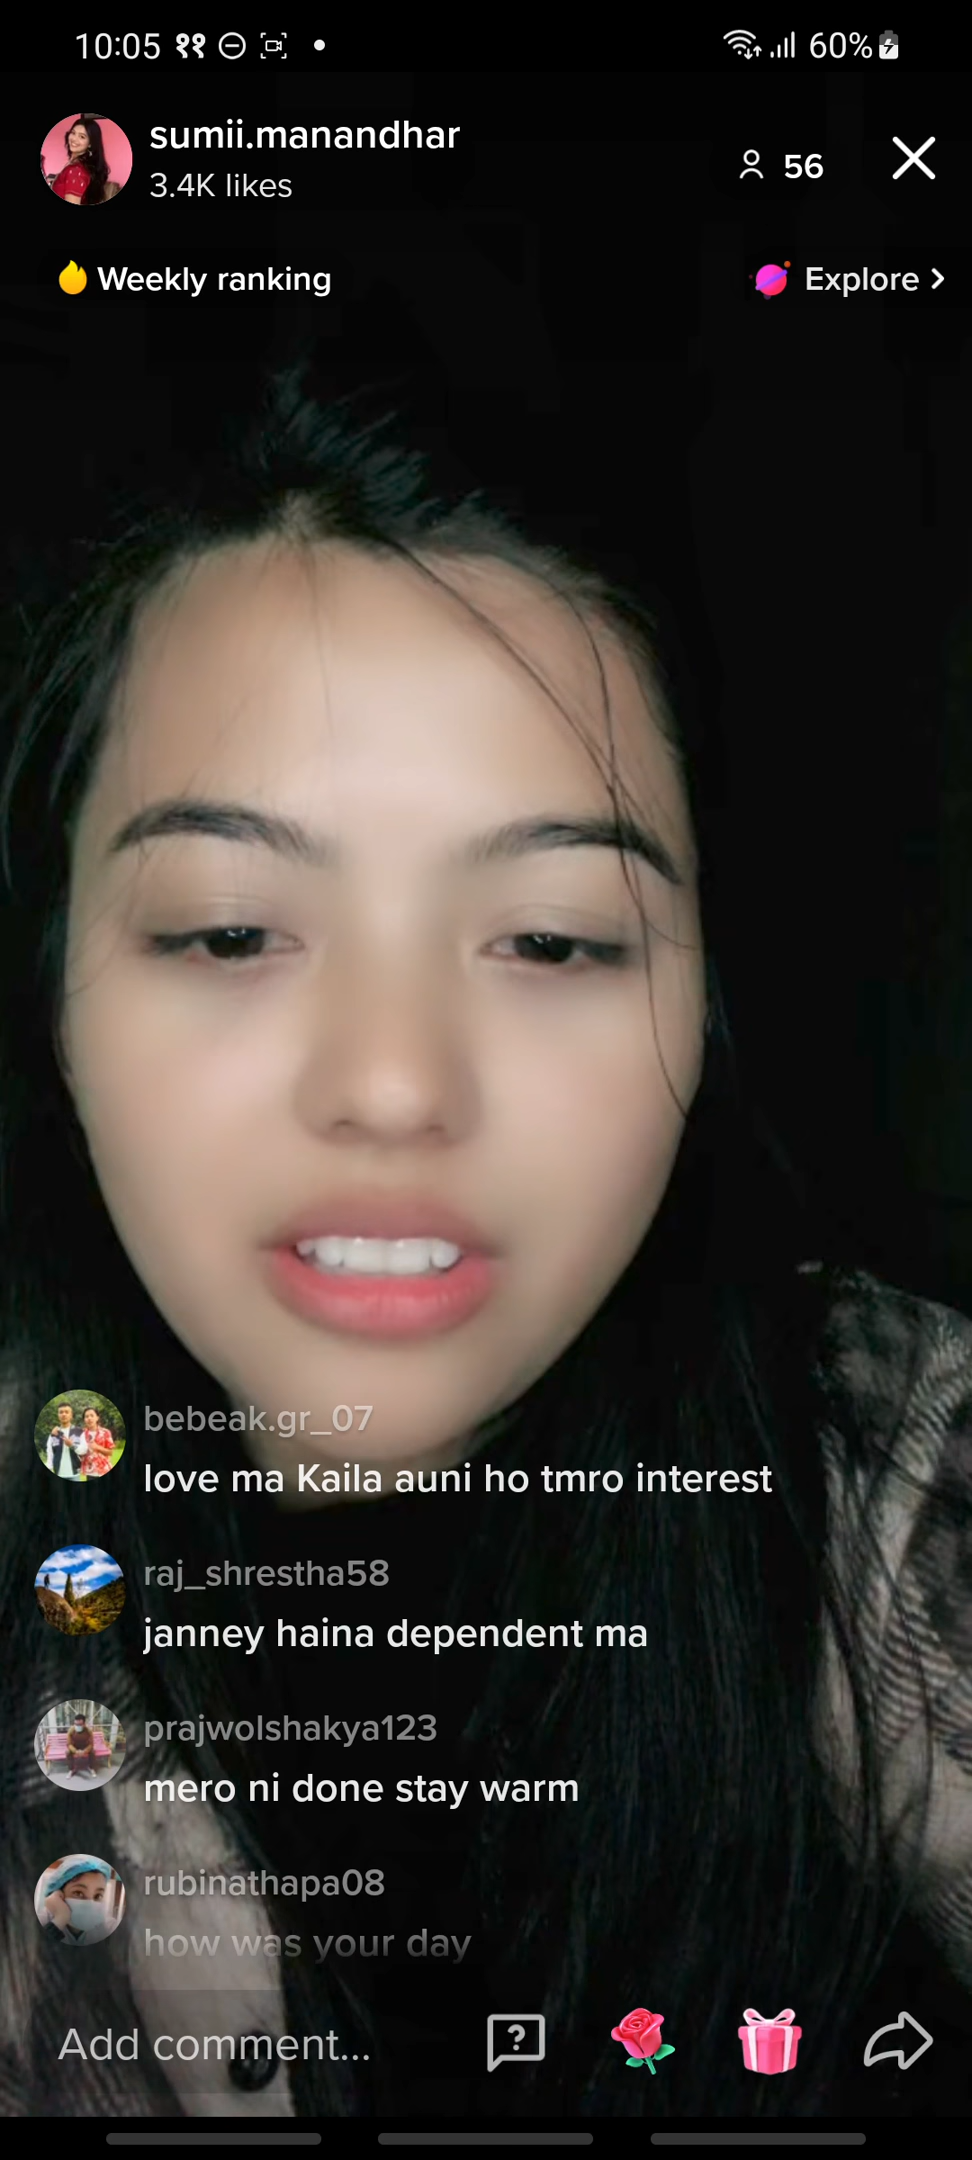 10:05 ११ 60%
sumii.manandhar
3.4K likes
56
Weekly ranking
Explore
bebeak.gr_07
love ma Kaila auni ho tmro interest
raj_shrestha58
janney haina dependent ma
prajwolshakya123
mero ni done stay warm
rubinathapa08
how was your day
Add comment...